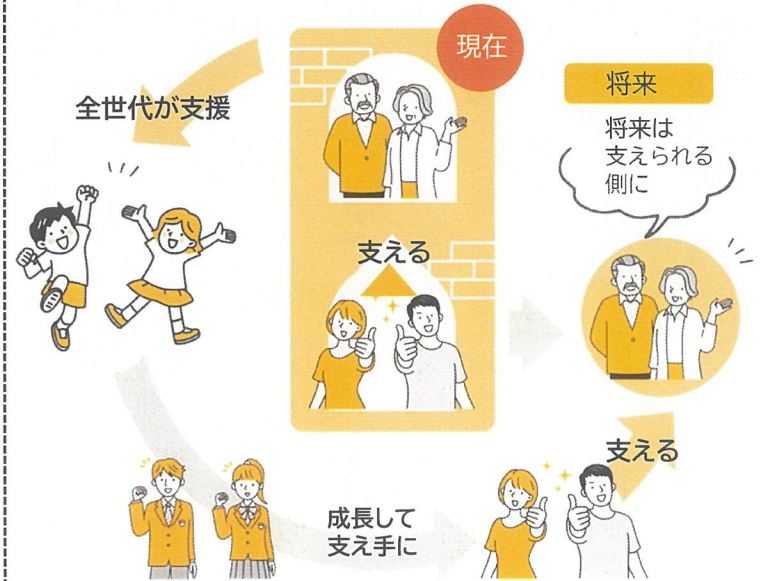 現在
全世代が支援
支える
将来
将来は
支えられる
側に
支える
成長して
支え手に